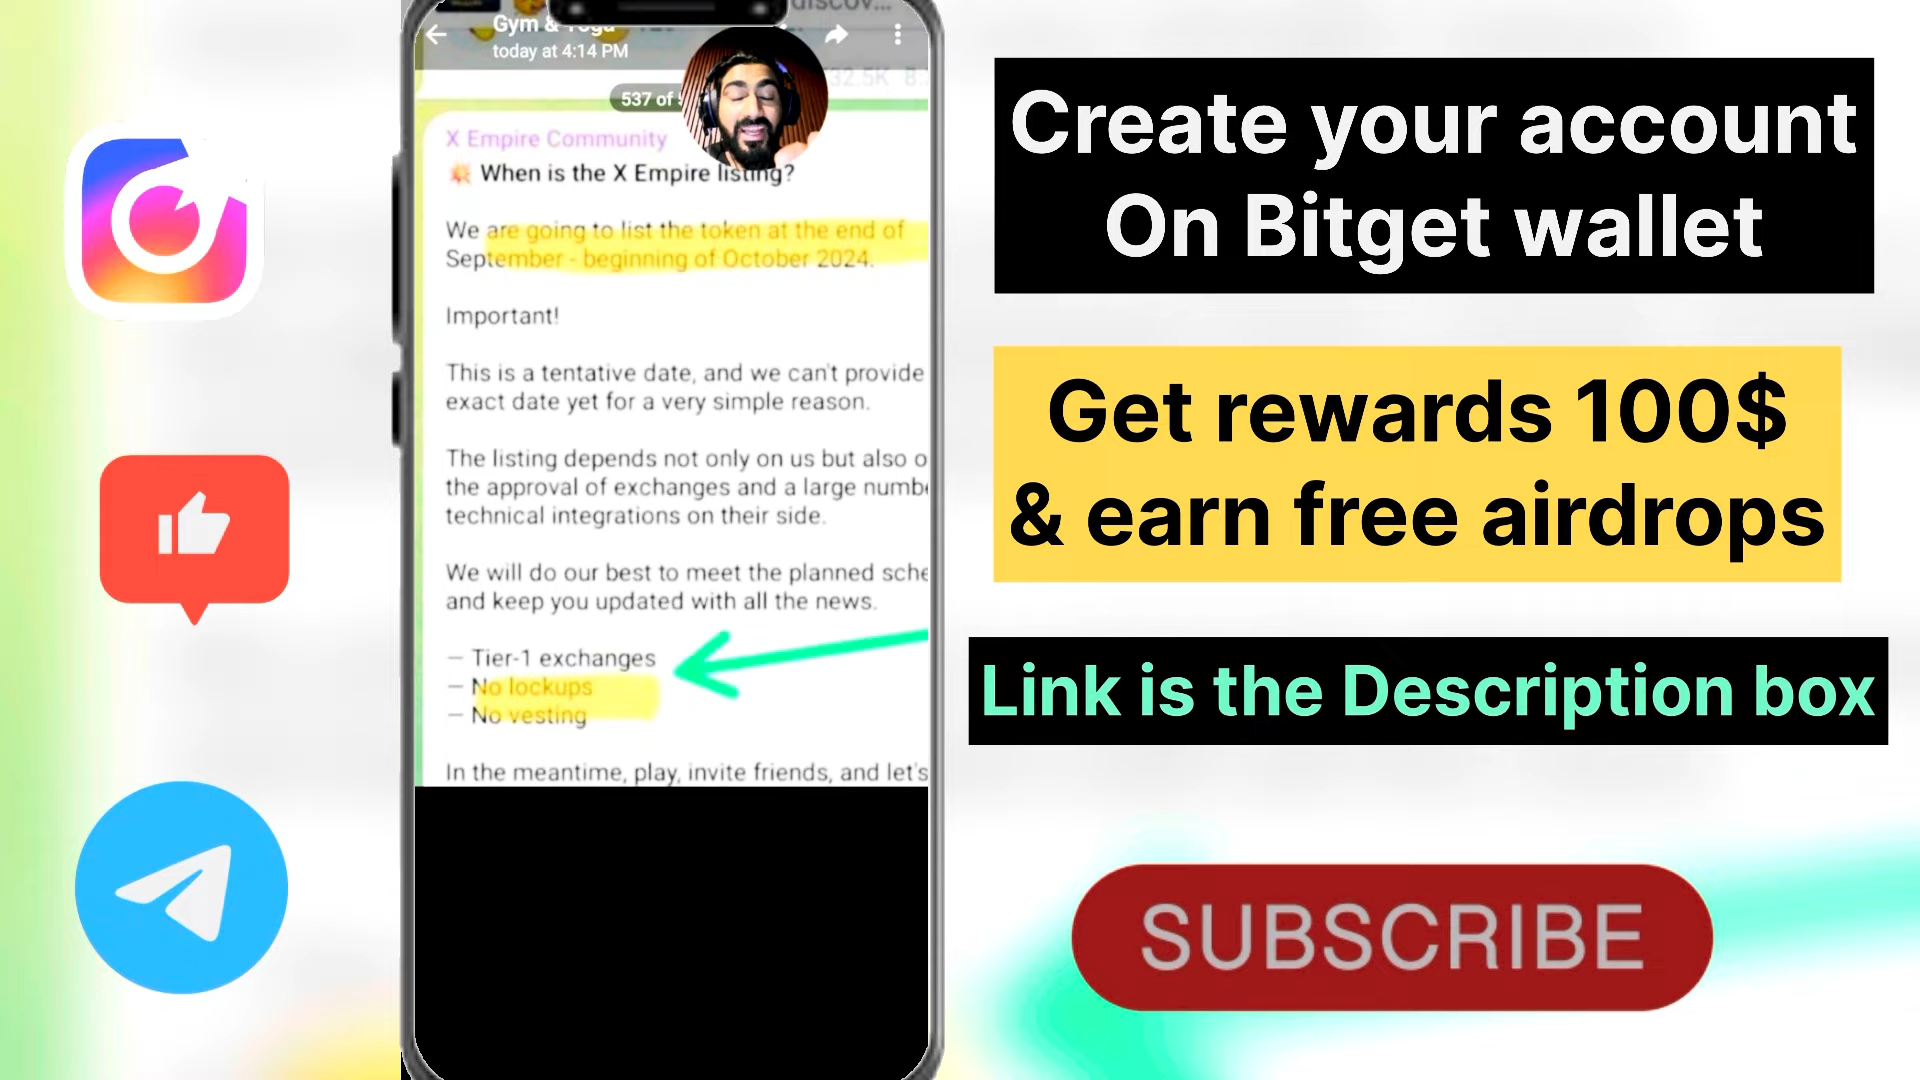 discov...
Gym & Yoga
today at 4:14 PM
32.5K
537 of
X Empire Community
When is the X Empire listing?
We are going to list the token at the end of
September - beginning of October 2024.
Important!
This is a tentative date, and we can't provide
exact date yet for a very simple reason.
The listing depends not only on us but also o
the approval of exchanges and a large numbe
technical integrations on their side.
We will do our best to meet the planned sche
and keep you updated with all the news.
– Tier-1 exchanges
– No lockups
– No vesting
In the meantime, play, invite friends, and let's
Create your account
On Bitget wallet
Get rewards 100$
& earn free airdrops
Link is the Description box
SUBSCRIBE